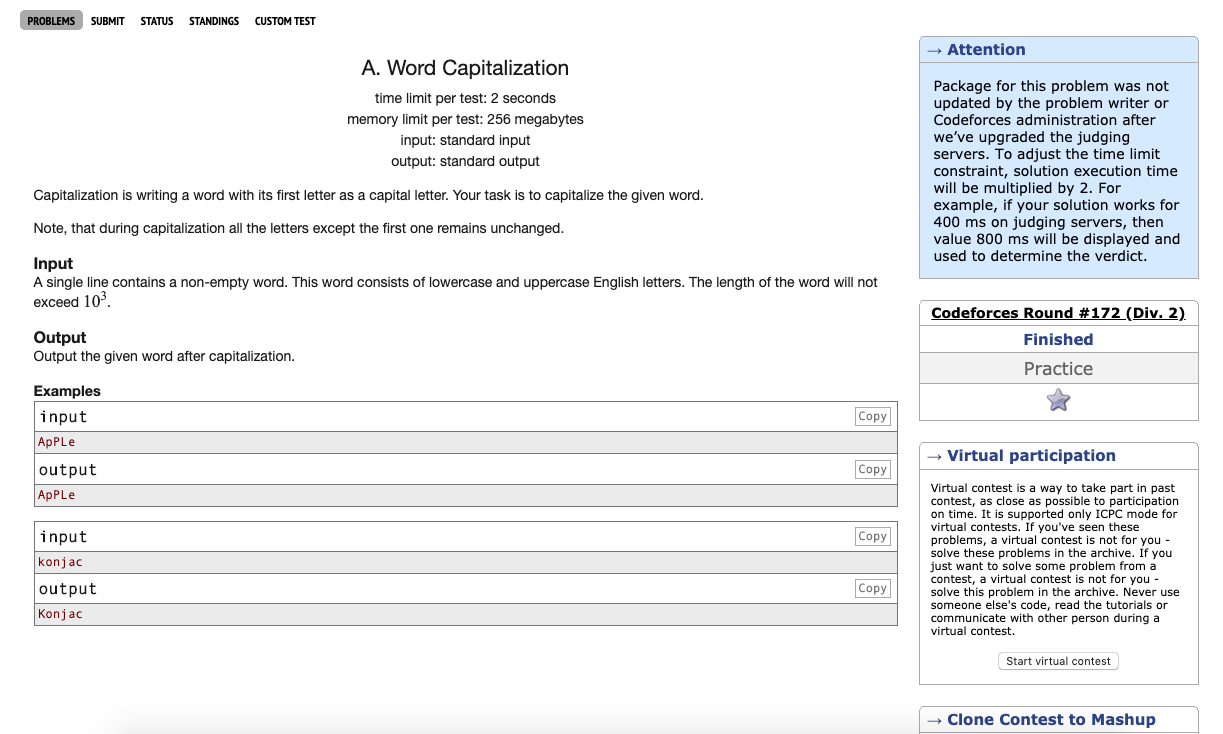 PROBLEMS SUBMIT STATUS STANDINGS CUSTOM TEST
A. Word Capitalization
time limit per test: 2 seconds
memory limit per test: 256 megabytes
input: standard input
output: standard output
Capitalization is writing a word with its first letter as a capital letter. Your task is to capitalize the given word.
Note, that during capitalization all the letters except the first one remains unchanged.
Input
A single line contains a non-empty word. This word consists of lowercase and uppercase English letters. The length of the word will not
exceed 10³.
Output
Output the given word after capitalization.
Examples
input Copy
ApPLe
output Copy
ApPLe
input Copy
konjac
output Copy
Konjac
→ Attention
Package for this problem was not
updated by the problem writer or
Codeforces administration after
we’ve upgraded the judging
servers. To adjust the time limit
constraint, solution execution time
will be multiplied by 2. For
example, if your solution works for
400 ms on judging servers, then
value 800 ms will be displayed and
used to determine the verdict.
Codeforces Round #172 (Div. 2)
Finished
Practice
→ Virtual participation
Virtual contest is a way to take part in past
contest, as close as possible to participation
on time. It is supported only ICPC mode for
virtual contests. If you've seen these
problems, a virtual contest is not for you -
solve these problems in the archive. If you
just want to solve some problem from a
contest, a virtual contest is not for you -
solve this problem in the archive. Never use
someone else's code, read the tutorials or
communicate with other person during a
virtual contest.
Start virtual contest
→ Clone Contest to Mashup